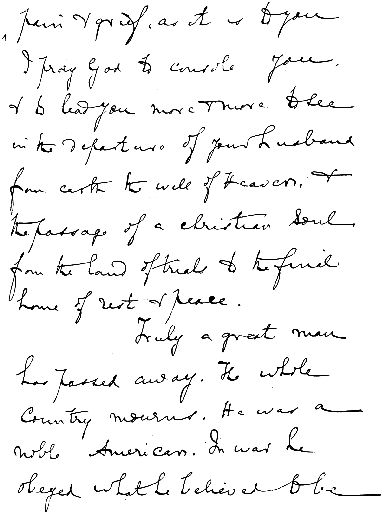 pain & grief, as it is to you
I pray God to console you,
& to lead you more & more to see
in the departure of your husband
from earth the will of Heaven, &
the passage of a christian soul
from the land of trials to the final
home of rest & peace.
Truly a great man
has passed away. The whole
Country mourns. He was a
noble American. In war he
obeyed what he believed to be